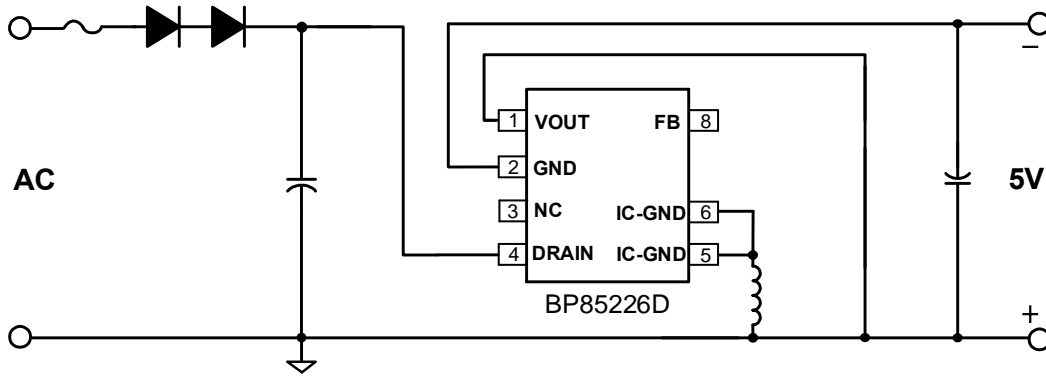 −
1 VOUT FB 8
2 GND
AC 5V
3 NC IC-GND 6
4 DRAIN IC-GND 5
BP85226D
+